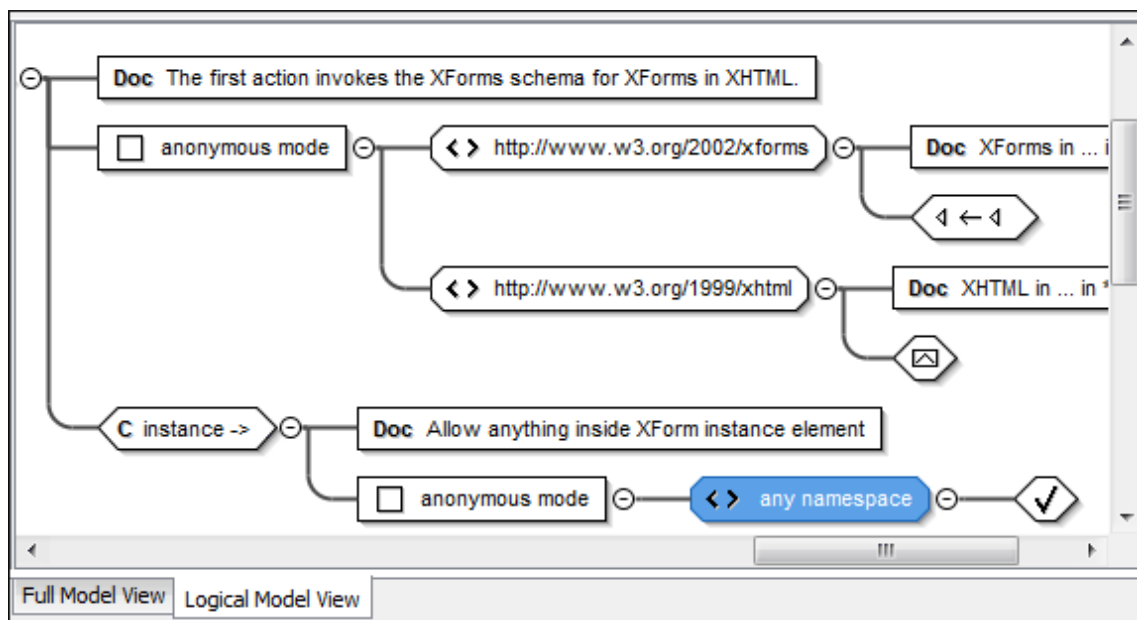 Doc The first action invokes the XForms schema for XForms in XHTML.
anonymous mode
< > http://www.w3.org/2002/xforms
Doc XForms in ... i
< > http://www.w3.org/1999/xhtml
Doc XHTML in ... in *
C instance ->
Doc Allow anything inside XForm instance element
anonymous mode
< > any namespace
Full Model View
Logical Model View